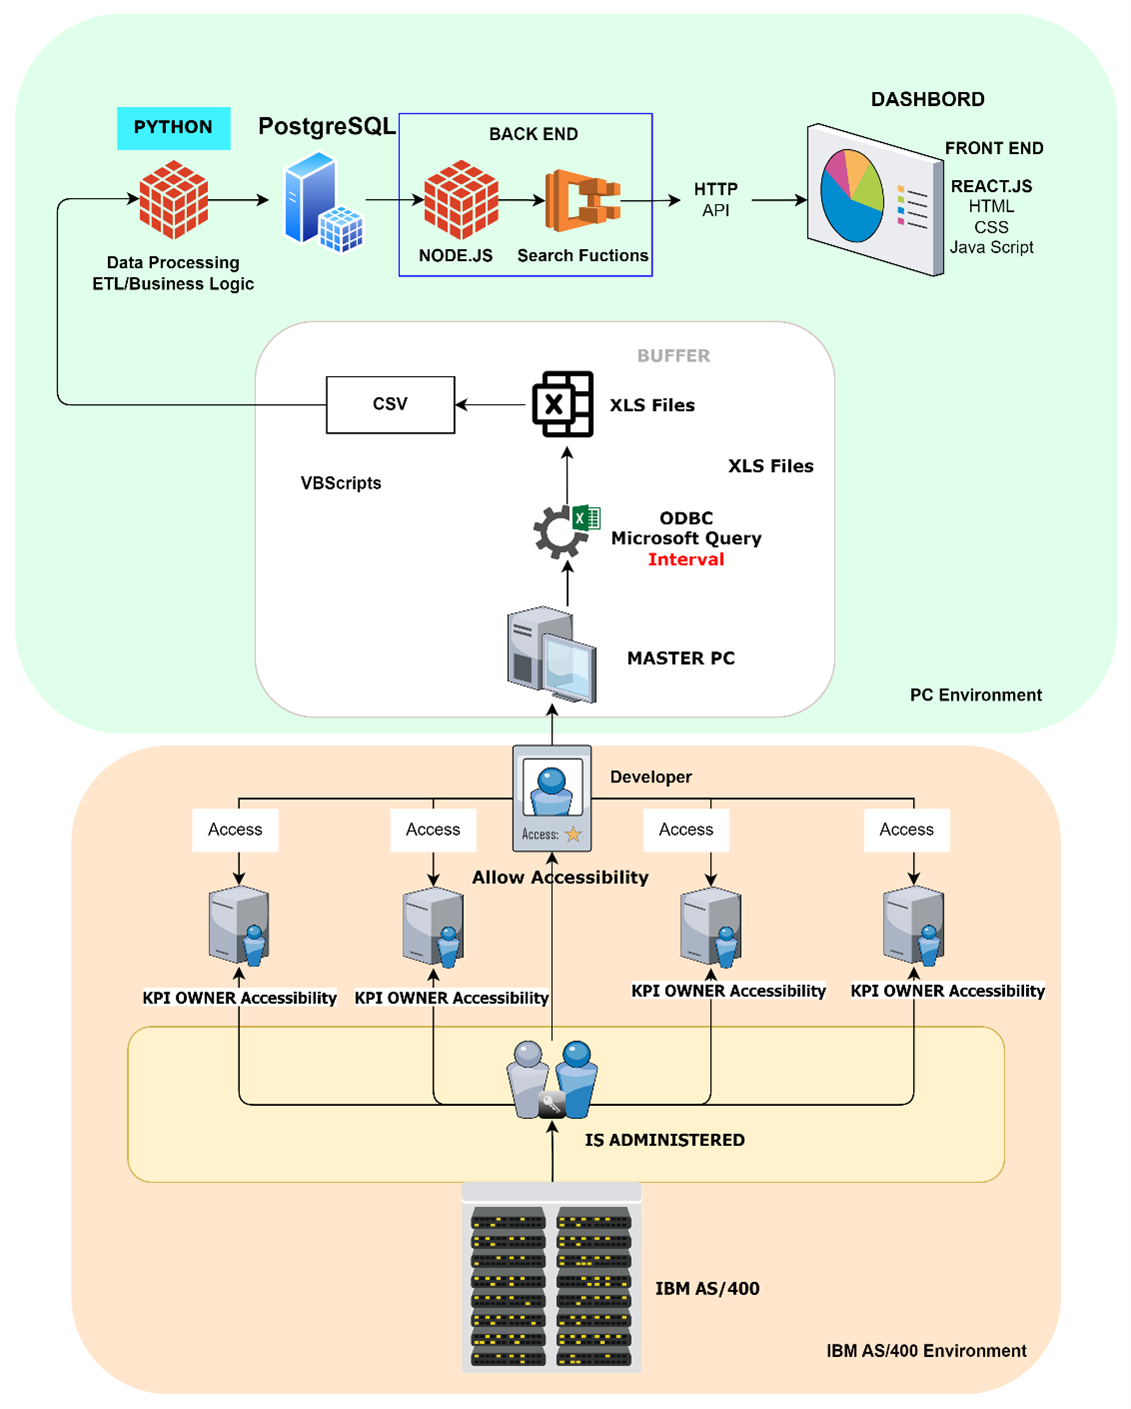 DASHBORD
PYTHON
PostgreSQL
BACK END
FRONT END
REACT.JS
HTML
CSS
Java Script
HTTP
API
NODE.JS
Search Fuctions
Data Processing
ETL/Business Logic
BUFFER
CSV
X
XLS Files
XLS Files
VBScripts
X
ODBC
Microsoft Query
Interval
MASTER PC
PC Environment
Developer
Access
Access
Access:
Access
Access
Allow Accessibility
KPI OWNER Accessibility
KPI OWNER Accessibility
KPI OWNER Accessibility
KPI OWNER Accessibility
IS ADMINISTERED
IBM AS/400
IBM AS/400 Environment